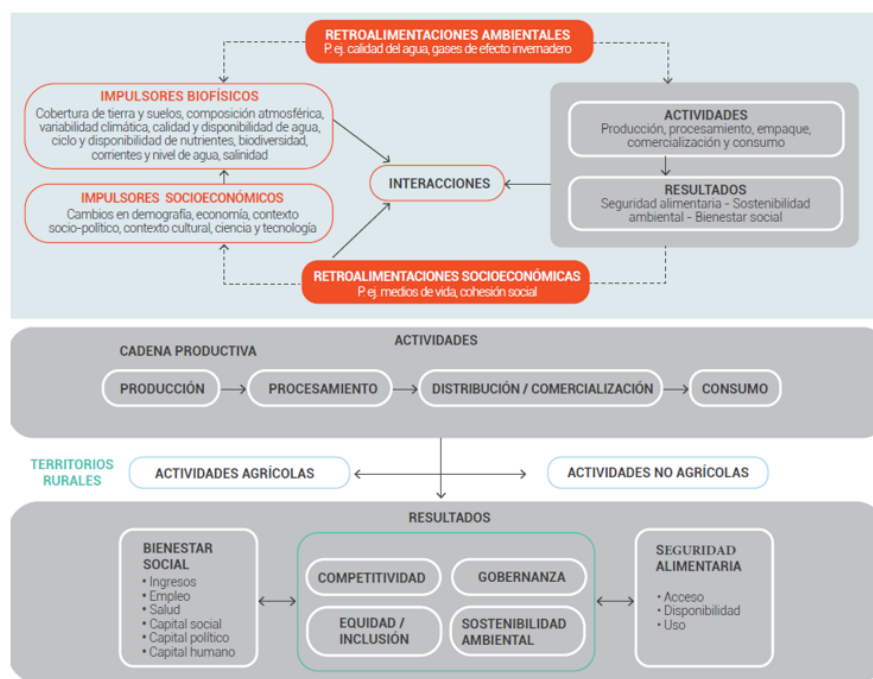 RETROALIMENTACIONES AMBIENTALES
P. ej. calidad del agua, gases de efecto invernadero
IMPULSORES BIOFÍSICOS
Cobertura de tierra y suelos, composición atmosférica,
variabilidad climática, calidad y disponibilidad de agua,
ciclo y disponibilidad de nutrientes, biodiversidad,
corrientes y nivel de agua, salinidad
IMPULSORES SOCIOECONÓMICOS
Cambios en demografía, economía, contexto
socio-político, contexto cultural, ciencia y tecnología
INTERACCIONES
ACTIVIDADES
Producción, procesamiento, empaque,
comercialización y consumo
RESULTADOS
Seguridad alimentaria - Sostenibilidad
ambiental - Bienestar social
RETROALIMENTACIONES SOCIOECONÓMICAS
P. ej. medios de vida, cohesión social
ACTIVIDADES
CADENA PRODUCTIVA
PRODUCCIÓN
PROCESAMIENTO
DISTRIBUCIÓN / COMERCIALIZACIÓN
CONSUMO
TERRITORIOS
RURALES
ACTIVIDADES AGRÍCOLAS
ACTIVIDADES NO AGRÍCOLAS
RESULTADOS
BIENESTAR
SOCIAL
• Ingresos
• Empleo
• Salud
• Capital social
• Capital político
• Capital humano
COMPETITIVIDAD
GOBERNANZA
EQUIDAD /
INCLUSIÓN
SOSTENIBILIDAD
AMBIENTAL
SEGURIDAD
ALIMENTARIA
• Acceso
• Disponibilidad
• Uso